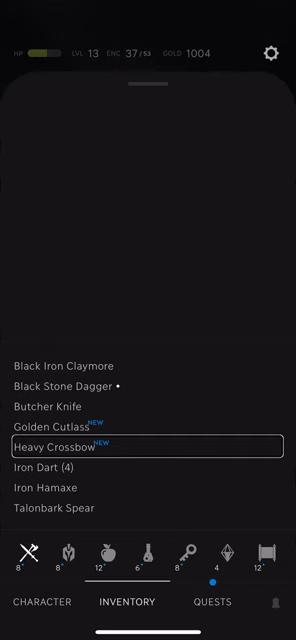 HP LVL 13 ENC 37/53 GOLD 1004
Black Iron Claymore
Black Stone Dagger •
Butcher Knife
Golden Cutlass NEW
Heavy Crossbow NEW
Iron Dart (4)
Iron Hamaxe
Talonbark Spear
8 8 12 6 8 4 12
CHARACTER INVENTORY QUESTS